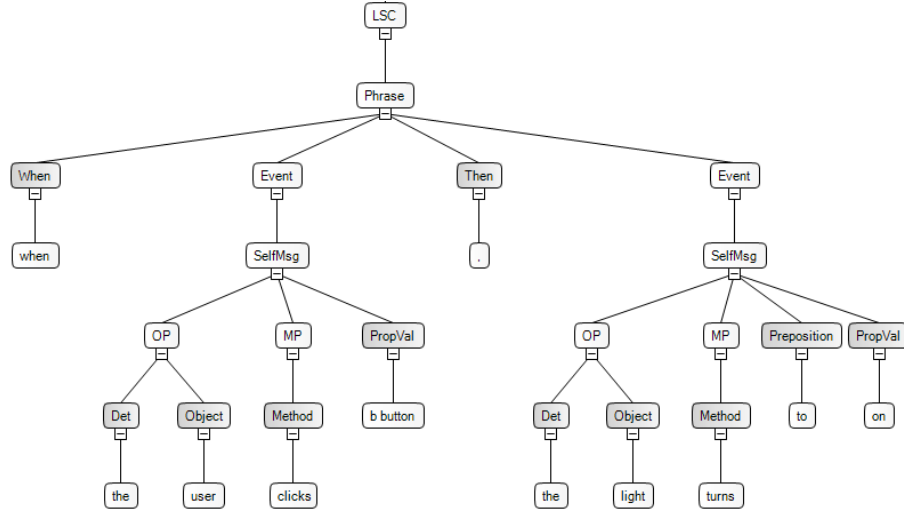 LSC
Phrase
When Event Then Event
when SelfMsg , SelfMsg
OP MP PropVal OP MP Preposition PropVal
Det Object Method b button Det Object Method to on
the user clicks the light turns